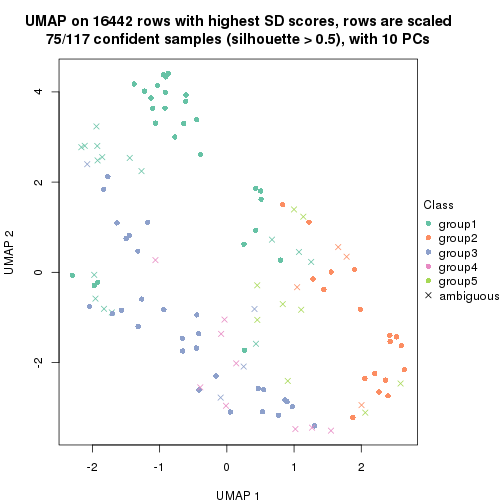 UMAP on 16442 rows with highest SD scores, rows are scaled
75/117 confident samples (silhouette > 0.5), with 10 PCs
4
2
0
-2
UMAP 2
-2
-1
0
1
2
UMAP 1
Class
group1
group2
group3
group4
group5
ambiguous